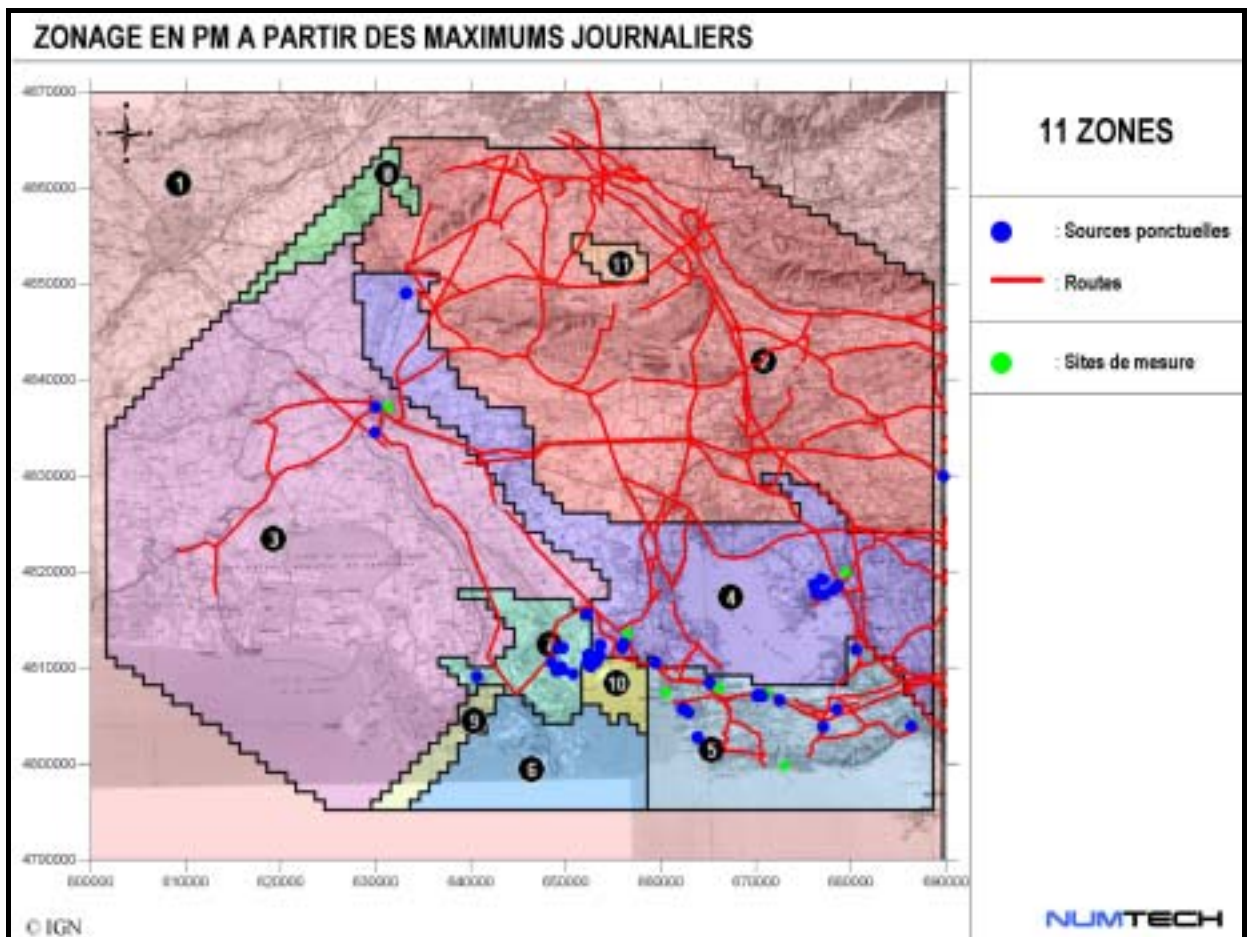 ZONAGE EN PM A PARTIR DES MAXIMUMS JOURNALIERS
11 ZONES
: Sources ponctuelles
: Routes
: Sites de mesure
4870000
4860000
4850000
4840000
4830000
4820000
4810000
4800000
4790000
600000 610000 620000 630000 640000 650000 660000 670000 680000 690000
1
8
11
2
3
4
7
10
9
5
6
© IGN
NUMTECH